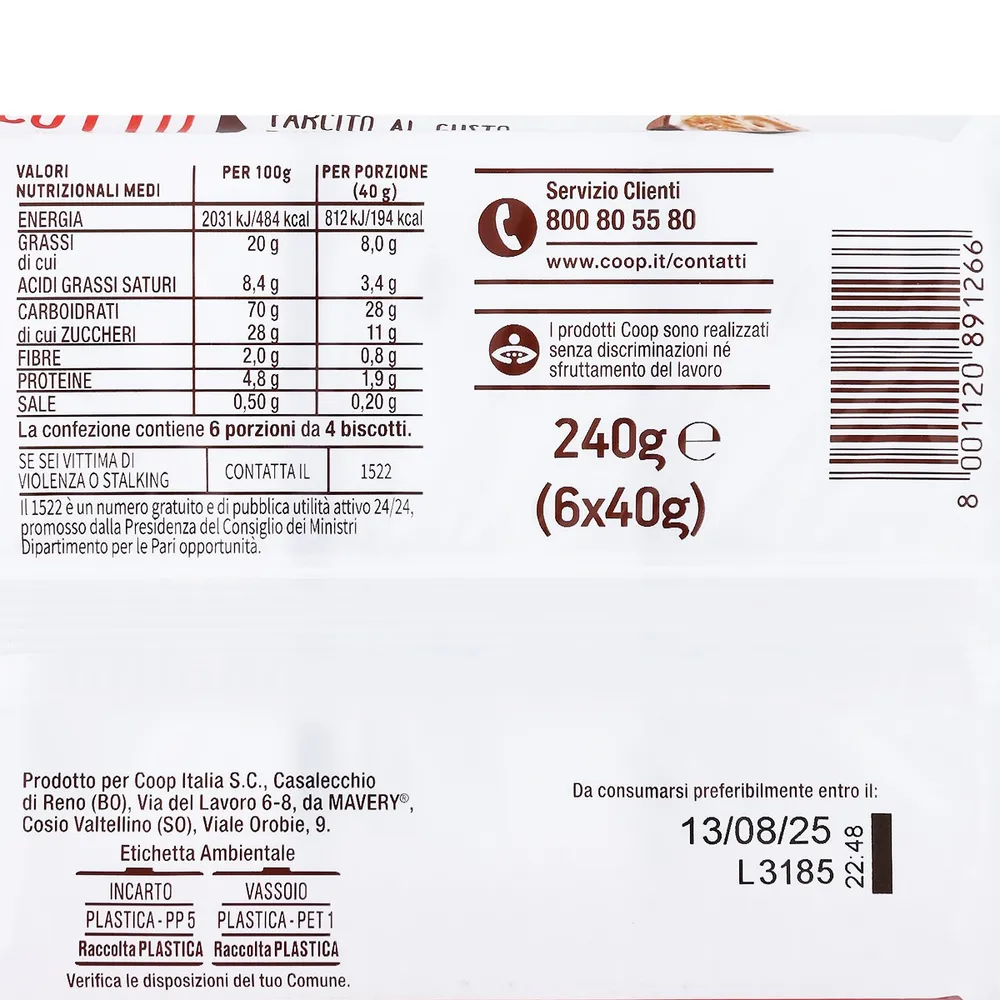 FARCITO AL GUSTO
VALORI
NUTRIZIONALI MEDI
PER 100g
PER PORZIONE
(40 g)
ENERGIA 2031 kJ/484 kcal 812 kJ/194 kcal
GRASSI 20 g 8,0 g
di cui
ACIDI GRASSI SATURI 8,4 g 3,4 g
CARBOIDRATI 70 g 28 g
di cui ZUCCHERI 28 g 11 g
FIBRE 2,0 g 0,8 g
PROTEINE 4,8 g 1,9 g
SALE 0,50 g 0,20 g
La confezione contiene 6 porzioni da 4 biscotti.
SE SEI VITTIMA DI
VIOLENZA O STALKING
CONTATTA IL
1522
Il 1522 è un numero gratuito e di pubblica utilità attivo 24/24,
promosso dalla Presidenza del Consiglio dei Ministri
Dipartimento per le Pari opportunità.
Servizio Clienti
800 80 55 80
www.coop.it/contatti
I prodotti Coop sono realizzati
senza discriminazioni né
sfruttamento del lavoro
240g e
(6x40g)
8 001120 891266
Prodotto per Coop Italia S.C., Casalecchio
di Reno (BO), Via del Lavoro 6-8, da MAVERY®,
Cosio Valtellino (SO), Viale Orobie, 9.
Etichetta Ambientale
INCARTO VASSOIO
PLASTICA - PP 5 PLASTICA - PET 1
Raccolta PLASTICA Raccolta PLASTICA
Verifica le disposizioni del tuo Comune.
Da consumarsi preferibilmente entro il:
13/08/25
L3185
22:48